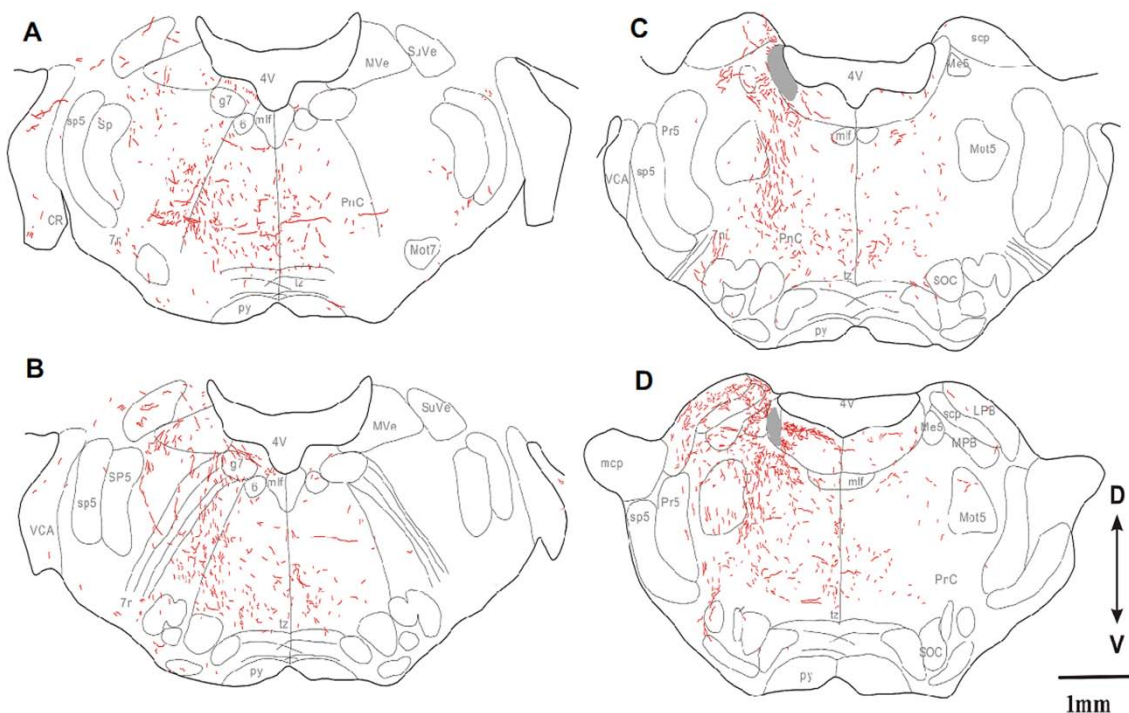 A
SuVe
MVe
4V
g7
6
mlf
sp5
Sp
PnC
CR
7n
Mot7
tz
py
B
SuVe
MVe
4V
g7
6
mlf
SP5
sp5
VCA
7r
tz
py
C
scp
Me5
4V
mlf
Pr5
sp5
Mot5
VCA
7n
PnC
tz
SOC
py
D
4V
scp
LPB
Me5
MPB
mcp
mlf
Pr5
sp5
Mot5
PrC
tz
SOC
py
D
V
1mm